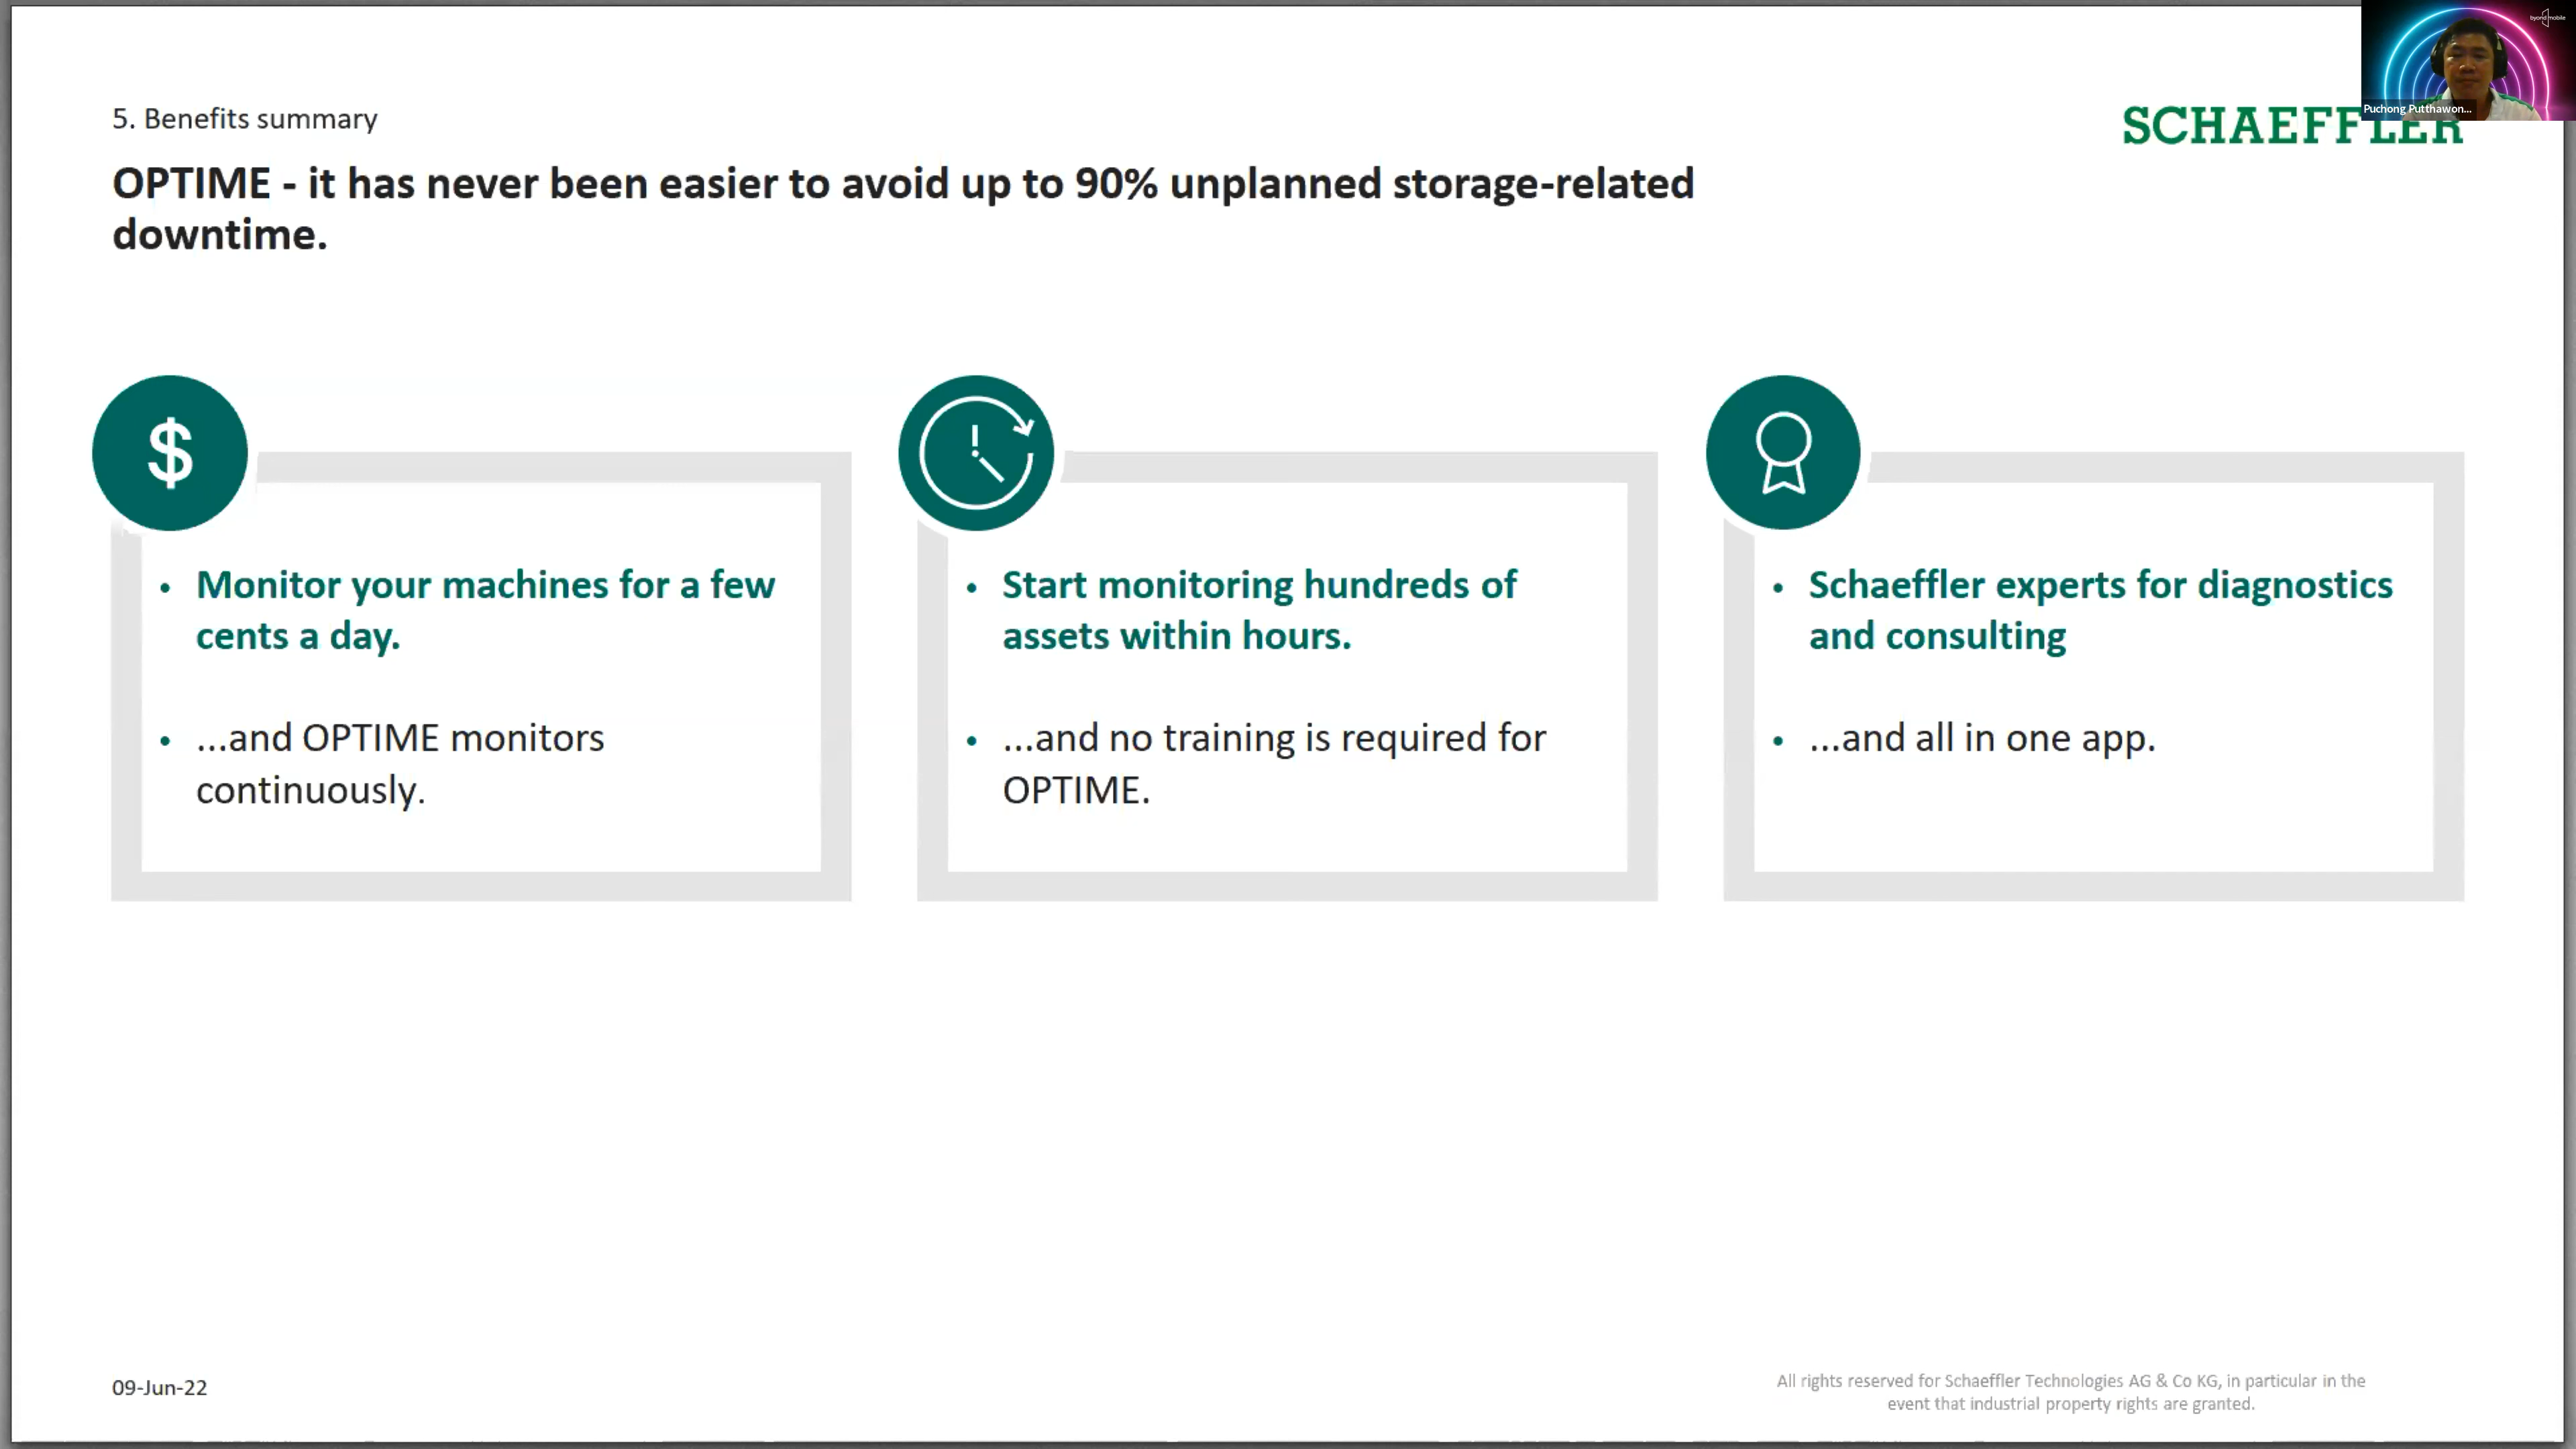 5. Benefits summary
SCHAEFFLER
OPTIME - it has never been easier to avoid up to 90% unplanned storage-related
downtime.
byond mobile
Puchong Putthawon...
$
• Monitor your machines for a few
cents a day.
• ...and OPTIME monitors
continuously.
• Start monitoring hundreds of
assets within hours.
• ...and no training is required for
OPTIME.
• Schaeffler experts for diagnostics
and consulting
• ...and all in one app.
09-Jun-22
All rights reserved for Schaeffler Technologies AG & Co KG, in particular in the
event that industrial property rights are granted.